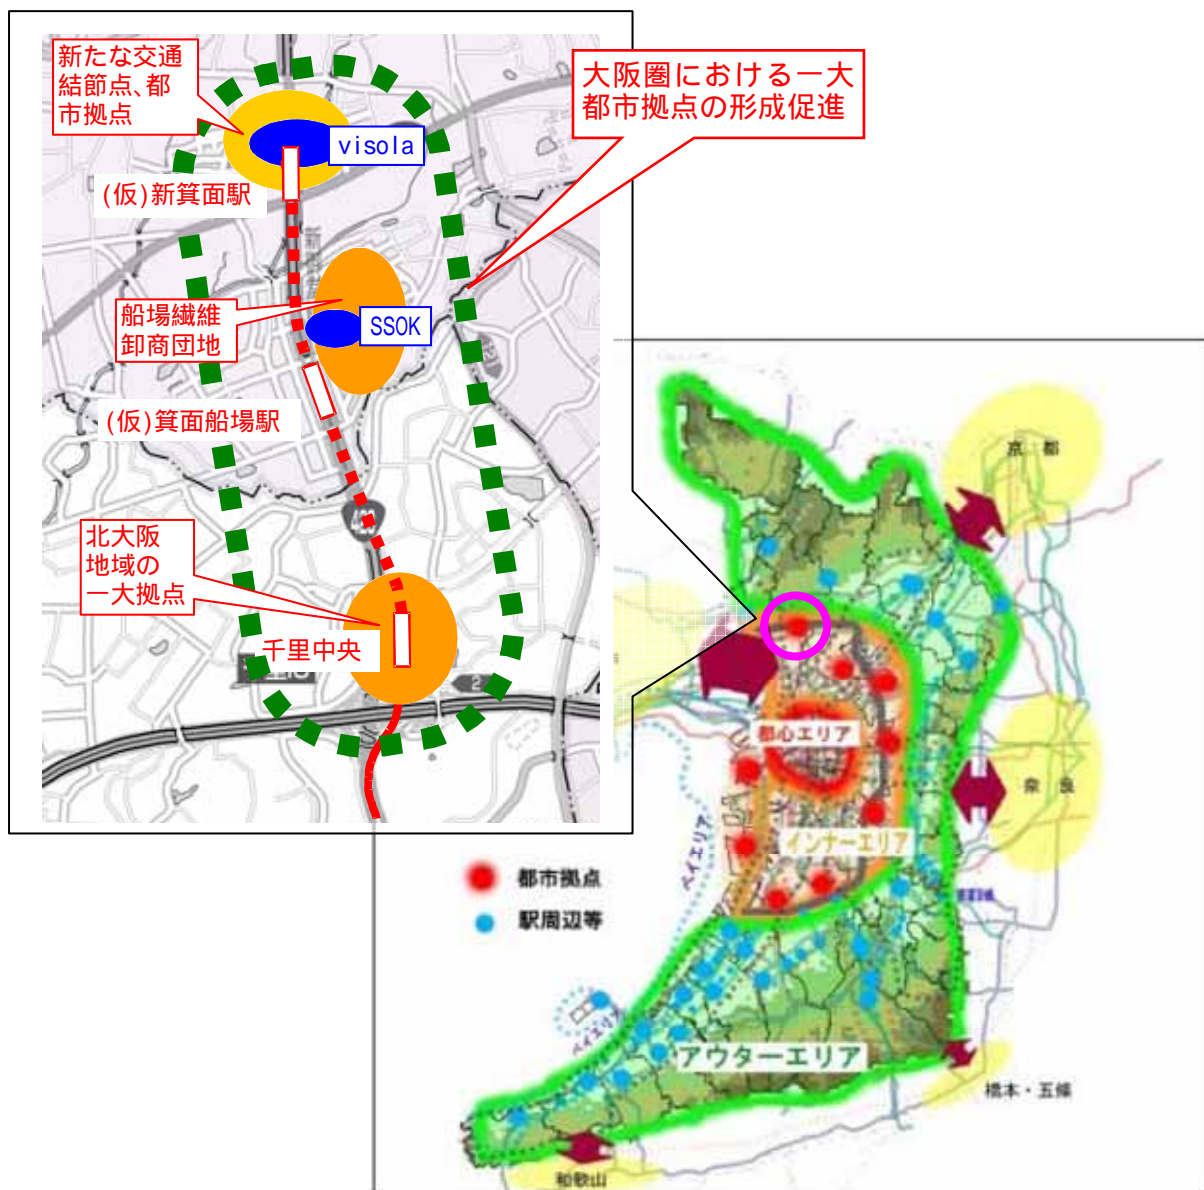 新たな交通
結節点、都
市拠点
大阪圏における一大
都市拠点の形成促進
visola
(仮)新箕面駅
船場繊維
卸商団地
SSOK
(仮)箕面船場駅
北大阪
地域の
一大拠点
千里中央
京都
都心エリア
奈良
インナーエリア
ベイエリア
都市拠点
駅周辺等
ベイエリア
アウターエリア
橋本・五條
和歌山